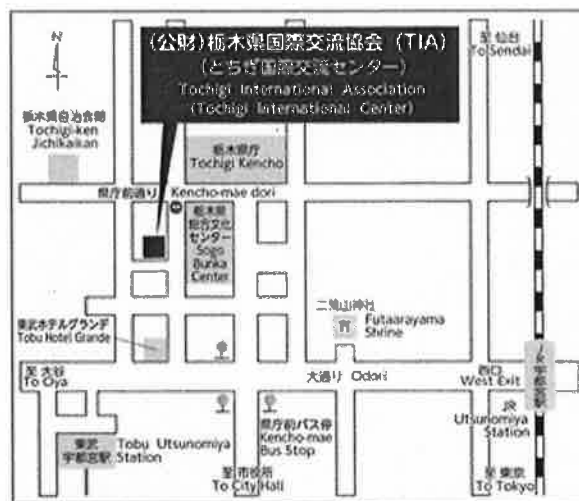 (公財)栃木県国際交流協会 (TIA)
(とちぎ国際交流センター)
Tochigi International Association
(Tochigi International Center)
至 仙台
To Sendai
N
栃木県自治会館
Tochigi-ken
Jichikaikan
栃木県庁
Tochigi Kencho
県庁前通り Kencho-mae dori
栃木県
総合文化
センター
Sogo
Bunka
Center
二荒山神社
Futaarayama
Shrine
東武ホテルグランデ
Tobu Hotel Grande
至 大谷
To Oya
大通り Odori
西口
West Exit
JR宇都宮駅
JR
Utsunomiya
Station
県庁前バス停
Kencho-mae
Bus Stop
東武
宇都宮駅
Tobu Utsunomiya
Station
至 市役所
To City Hall
至 東京
To Tokyo